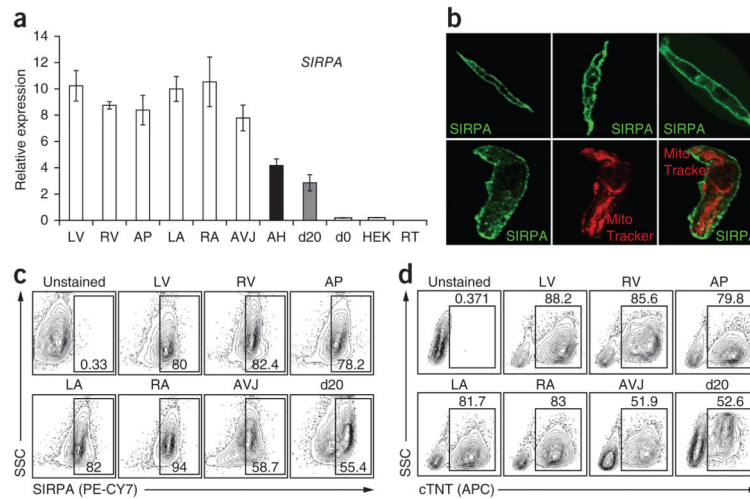 a
SIRPA
Relative expression
14
12
10
8
6
4
2
0
LV RV AP LA RA AVJ AH d20 d0 HEK RT
b
SIRPA SIRPA SIRPA
SIRPA
Mito
Tracker
Mito
Tracker
SIRPA
c
Unstained LV RV AP
0.33 80 82.4 78.2
LA RA AVJ d20
82 94 58.7 55.4
SSC
SIRPA (PE-CY7)
d
Unstained LV RV AP
0.371 88.2 85.6 79.8
LA RA AVJ d20
81.7 83 51.9 52.6
SSC
cTNT (APC)